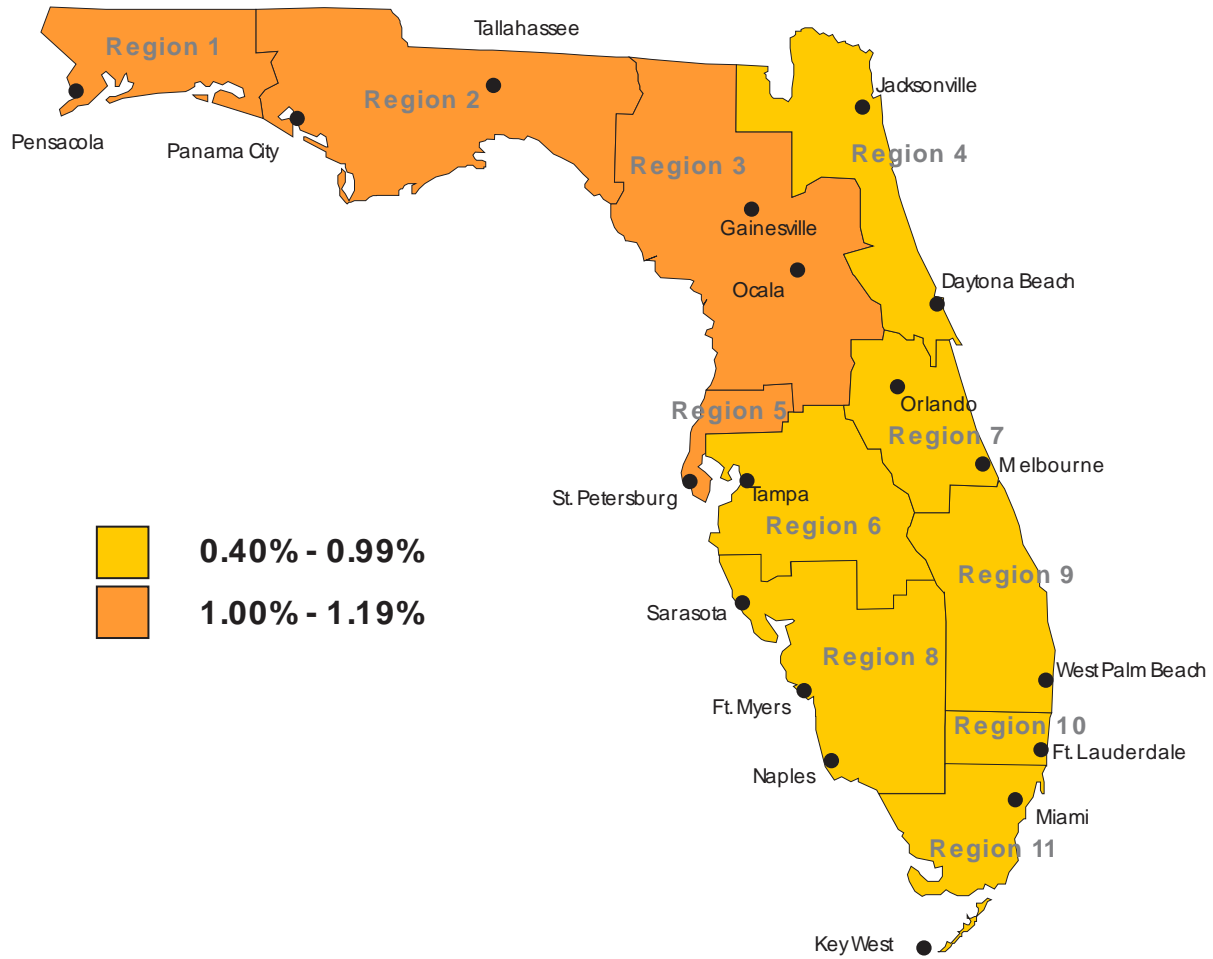 Tallahassee
Region 1
Jacksonville
Region 2
Pensacola
Panama City
Region 4
Region 3
Gainesville
Daytona Beach
Ocala
Orlando
Region 5
Region 7
Melbourne
St. Petersburg
Tampa
Region 6
0.40% - 0.99%
Region 9
1.00% - 1.19%
Sarasota
Region 8
West Palm Beach
Ft. Myers
Region 10
Ft. Lauderdale
Naples
Miami
Region 11
Key West